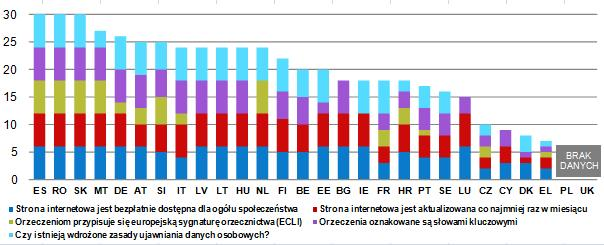 30
25
20
15
10
5
0
BRAK
DANYCH
ES RO SK MT DE AT SI IT LV LT HU NL FI BE EE BG IE FR HR PT SE LU CZ CY DK EL PL UK
Strona internetowa jest bezpłatnie dostępna dla ogółu społeczeństwa Strona internetowa jest aktualizowana co najmniej raz w miesiącu
Orzeczeniom przypisuje się europejską sygnaturę orzecznictwa (ECLI) Orzeczenia oznakowane są słowami kluczowymi
Czy istnieją wdrożone zasady ujawniania danych osobowych?